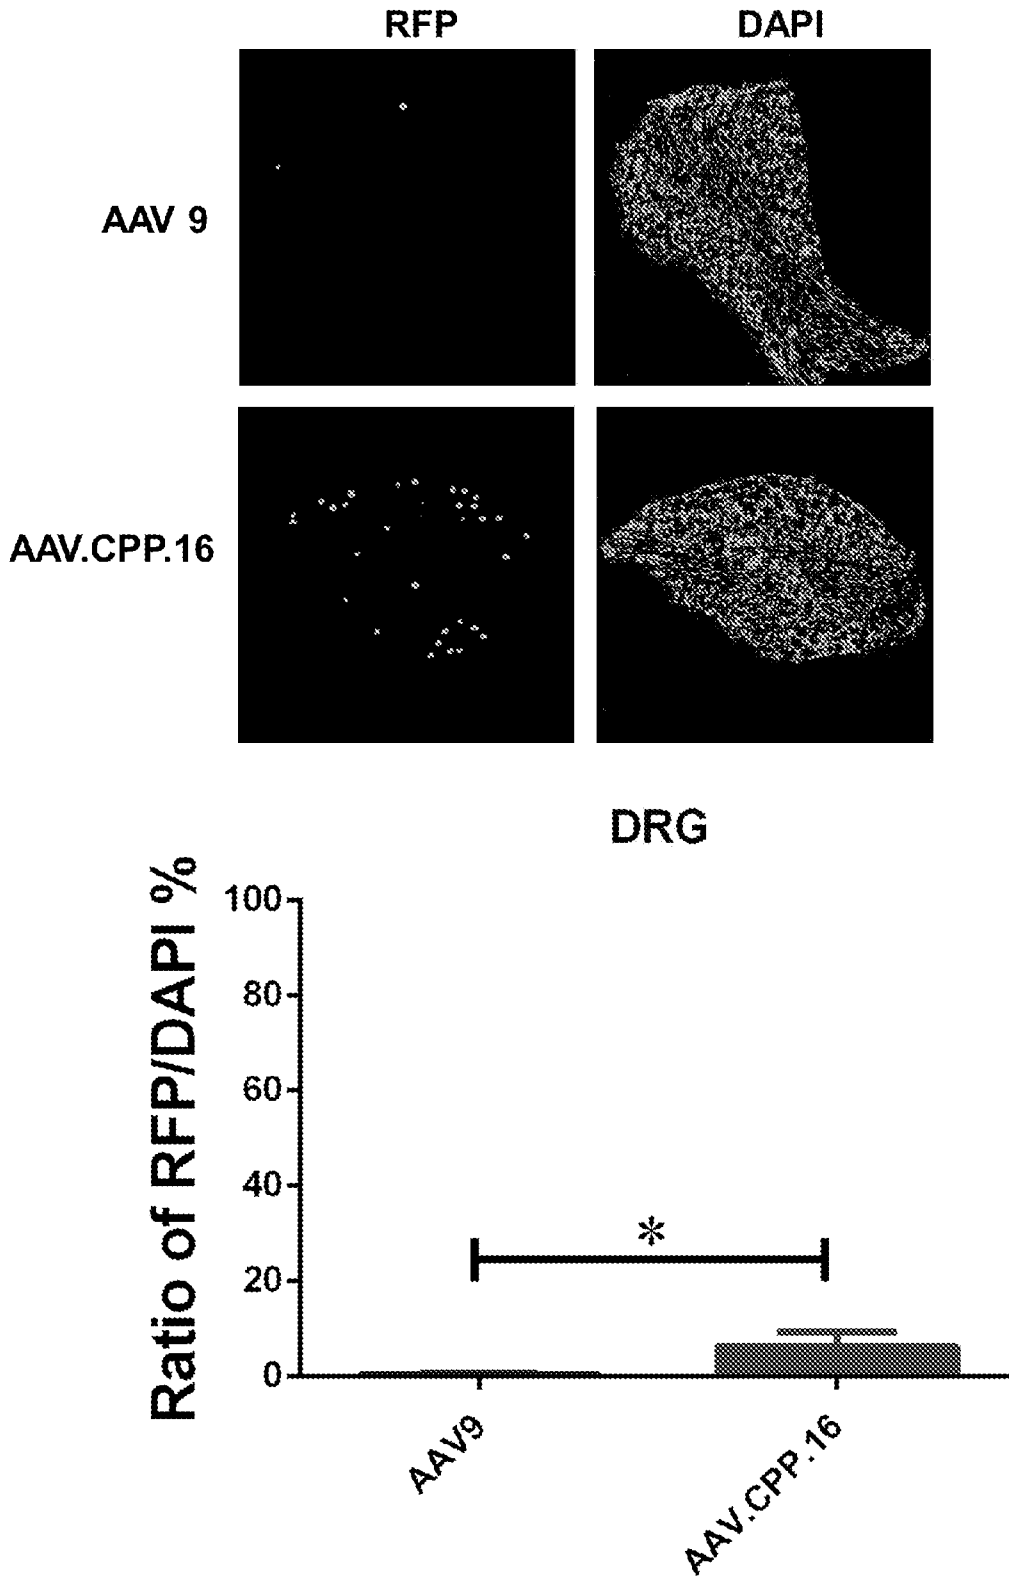 RFP DAPI
AAV 9
AAV.CPP.16
DRG
Ratio of RFP/DAPI %
100
80
60
40
*
20
0
AAV9
AAV.CPP.16